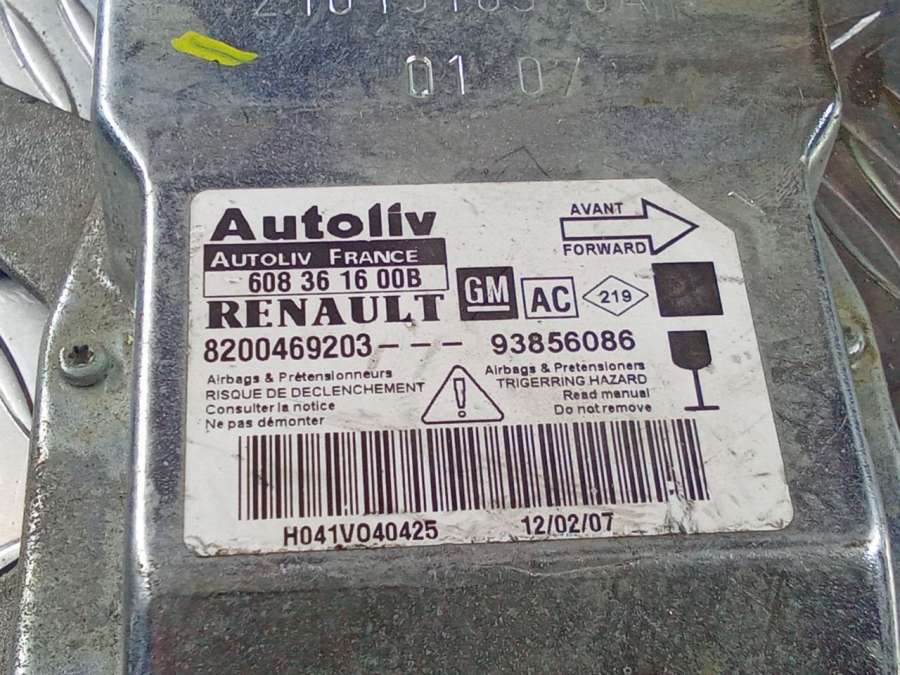 01 07
Autoliv
AUTOLIV FRANCE
608 36 16 00B
RENAULT GM AC 219
8200469203--- 93856086
AVANT
FORWARD
Airbags & Prétensionneurs
RISQUE DE DECLENCHEMENT
Consulter la notice
Ne pas démonter
Airbags & Pretensioners
TRIGERRING HAZARD
Read manual
Do not remove
H041V040425 12/02/07